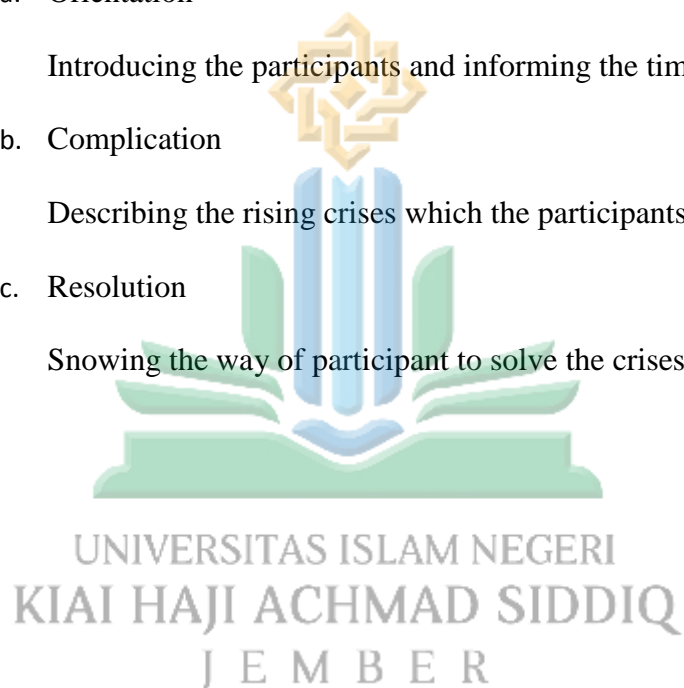 Introducing the participants and informing the tim
b. Complication
Describing the rising crises which the participants
c. Resolution
Snowing the way of participant to solve the crises
UNIVERSITAS ISLAM NEGERI
KIAI HAJI ACHMAD SIDDIQ
JEMBER